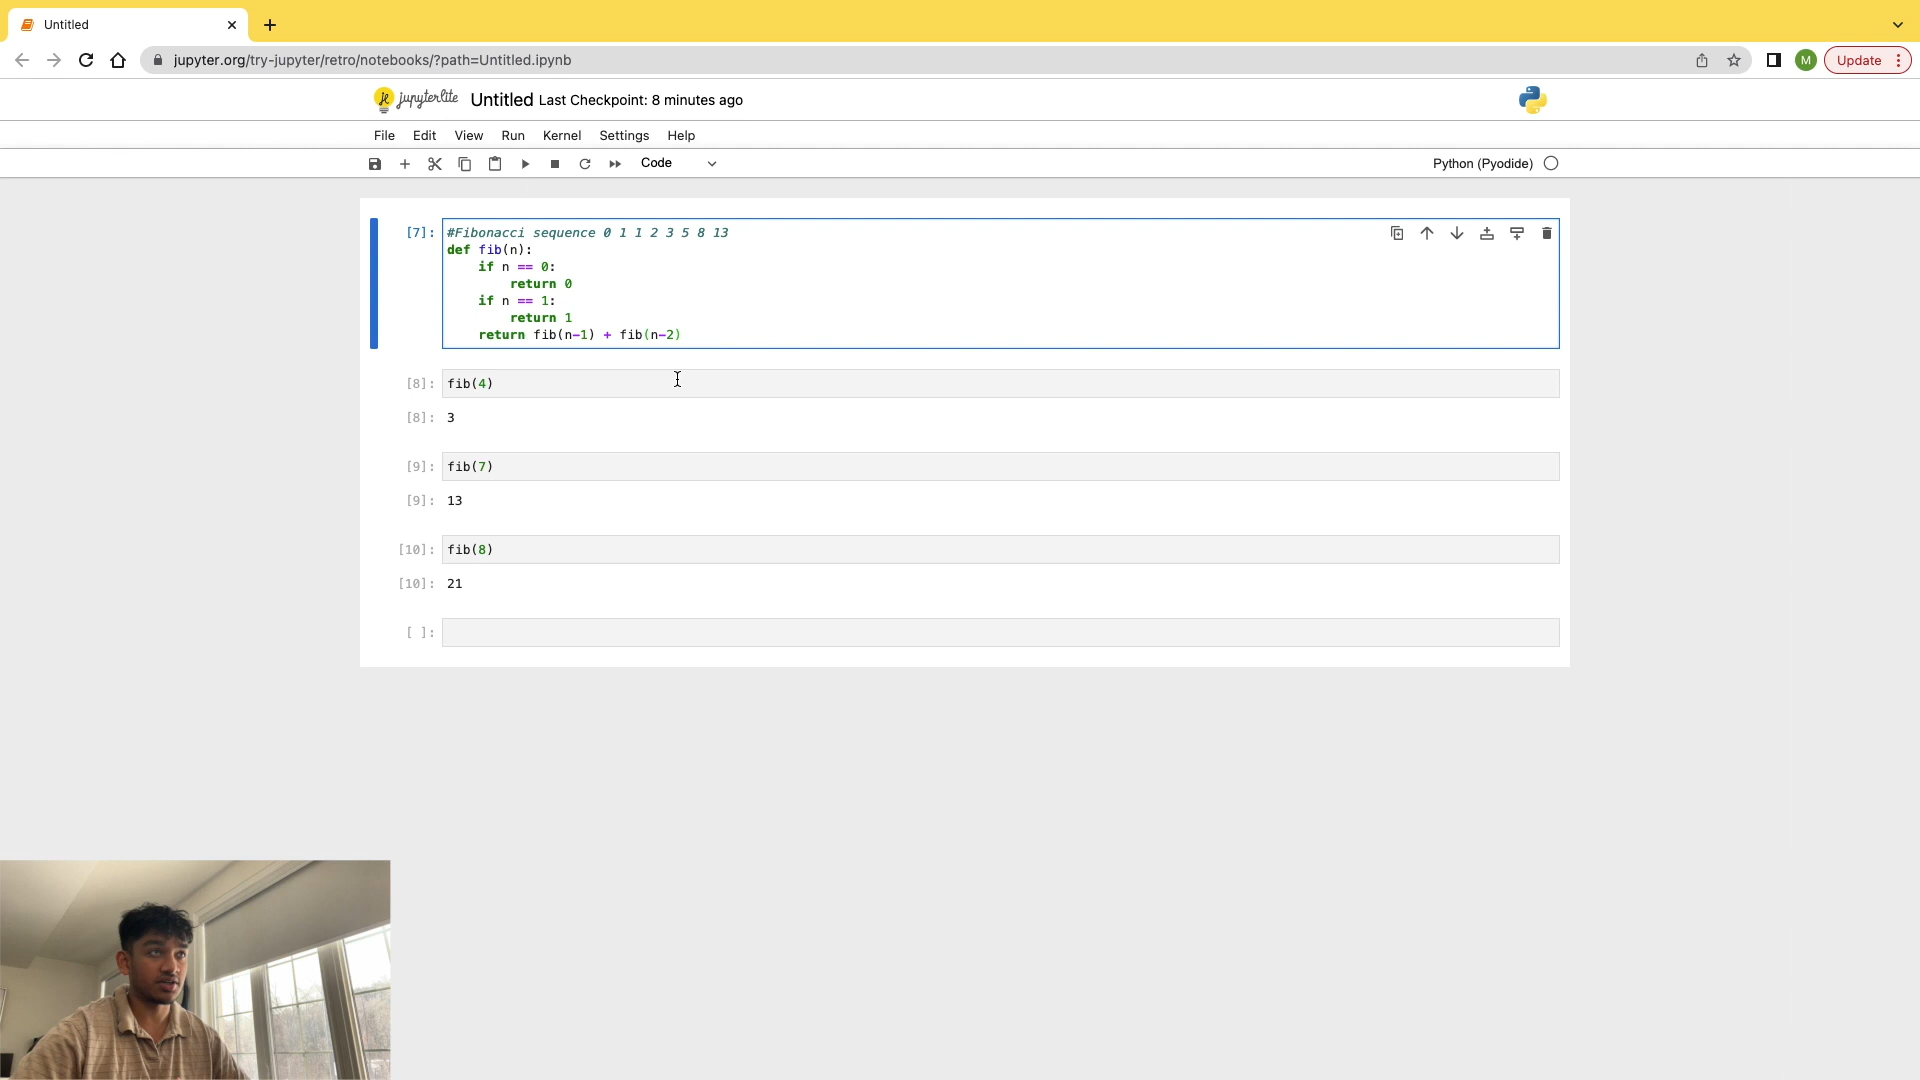 Untitled
jupyter.org/try-jupyter/retro/notebooks/?path=Untitled.ipynb
M
Update
jupyterlite Untitled Last Checkpoint: 8 minutes ago
File Edit View Run Kernel Settings Help
Code
Python (Pyodide)
[7]: #Fibonacci sequence 0 1 1 2 3 5 8 13
def fib(n):
    if n == 0:
        return 0
    if n == 1:
        return 1
    return fib(n-1) + fib(n-2)
[8]: fib(4)
[8]: 3
[9]: fib(7)
[9]: 13
[10]: fib(8)
[10]: 21
[ ]: